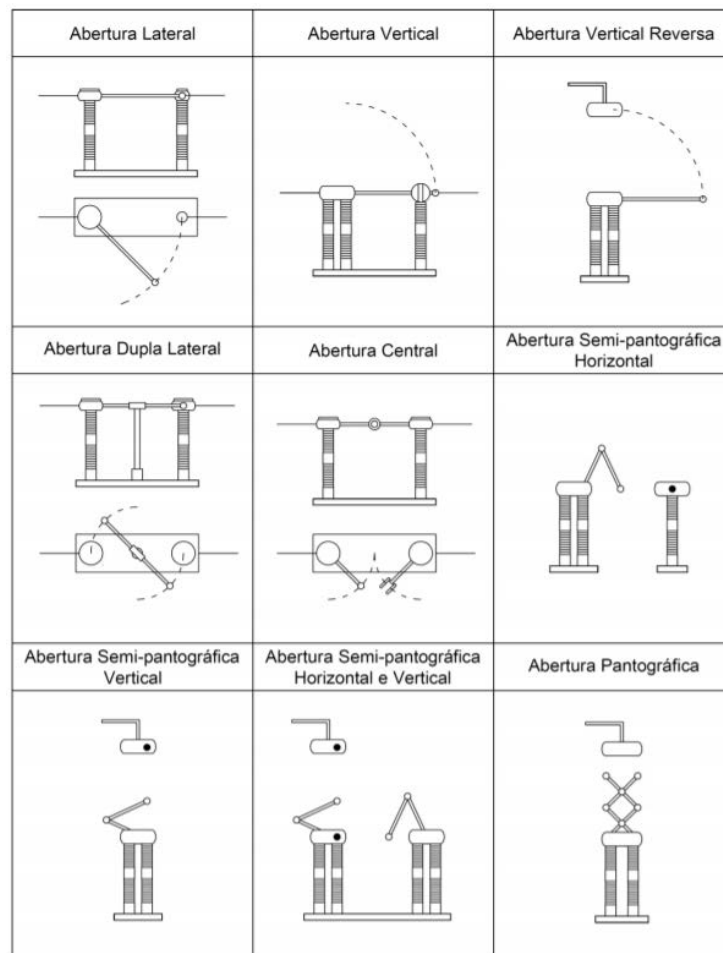 Abertura Lateral
Abertura Vertical
Abertura Vertical Reversa
Abertura Dupla Lateral
Abertura Central
Abertura Semi-pantográfica
Horizontal
Abertura Semi-pantográfica
Vertical
Abertura Semi-pantográfica
Horizontal e Vertical
Abertura Pantográfica